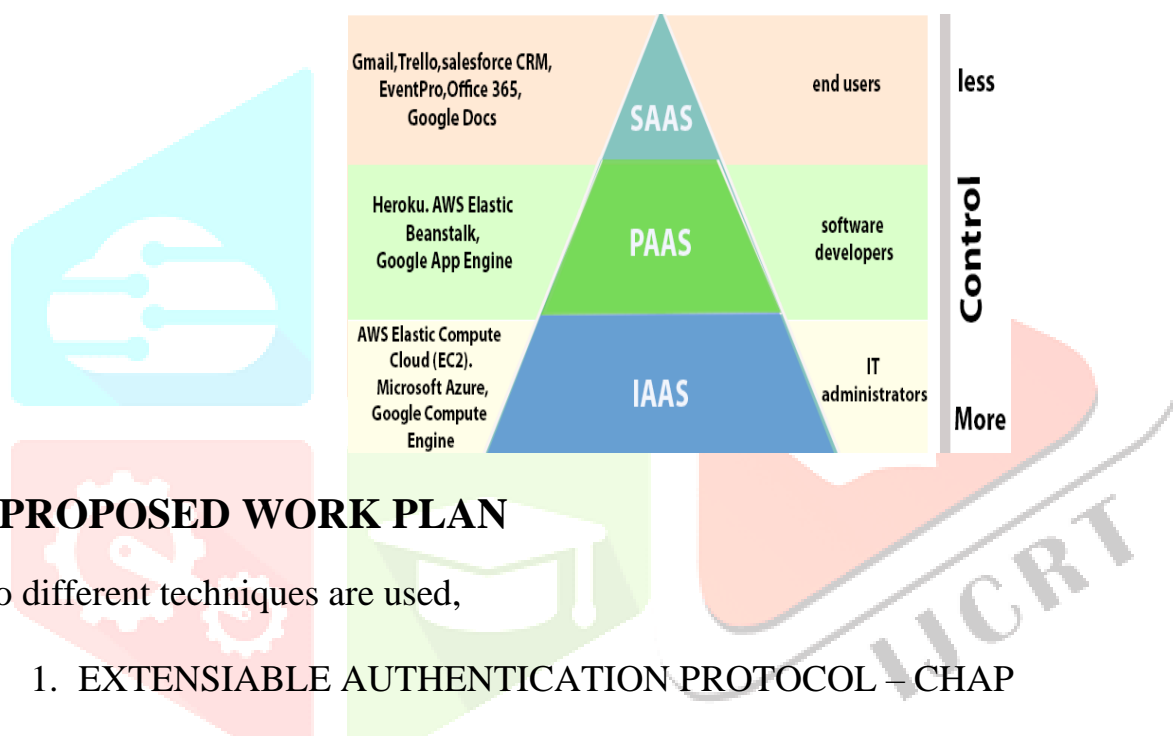 Gmail,Trello,salesforce CRM,
EventPro,Office 365,
Google Docs
SAAS
end users
less
Heroku. AWS Elastic
Beanstalk,
Google App Engine
PAAS
software
developers
Control
AWS Elastic Compute
Cloud (EC2).
Microsoft Azure,
Google Compute
Engine
IAAS
IT
administrators
More
PROPOSED WORK PLAN
o different techniques are used,
1. EXTENSIABLE AUTHENTICATION PROTOCOL – CHAP
IJCRT